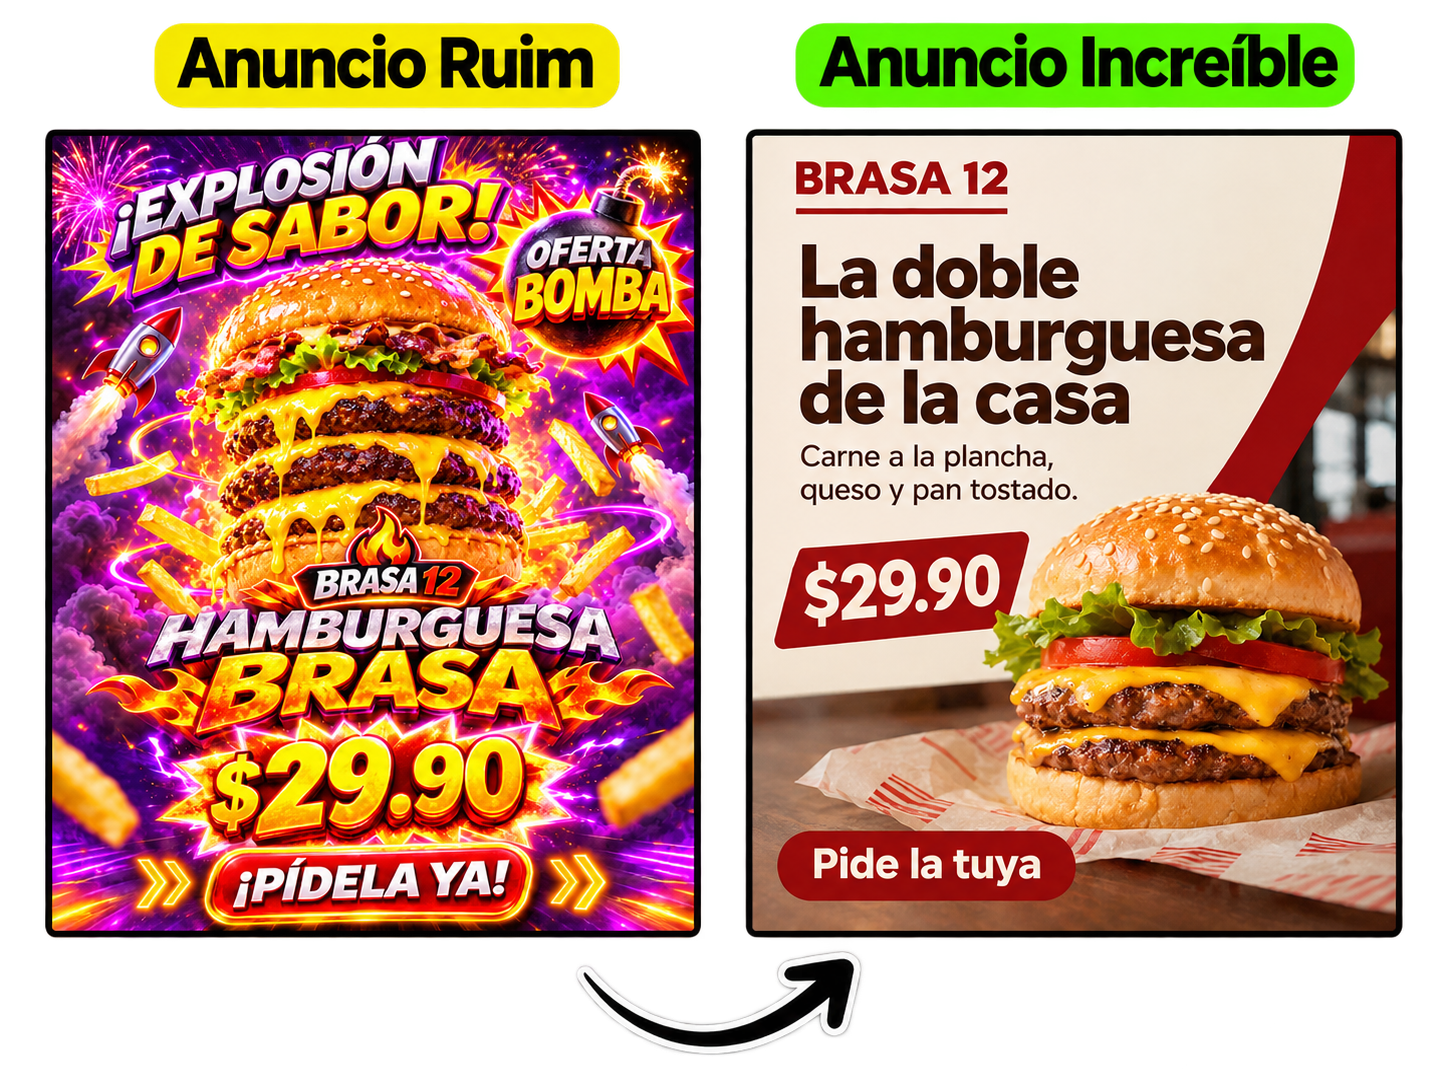 Anuncio Ruim
Anuncio Increíble
¡EXPLOSIÓN
DE SABOR!
OFERTA
BOMBA
BRASA 12
HAMBURGUESA
BRASA
$29.90
¡PÍDELA YA!
BRASA 12
La doble
hamburguesa
de la casa
Carne a la plancha,
queso y pan tostado.
$29.90
Pide la tuya